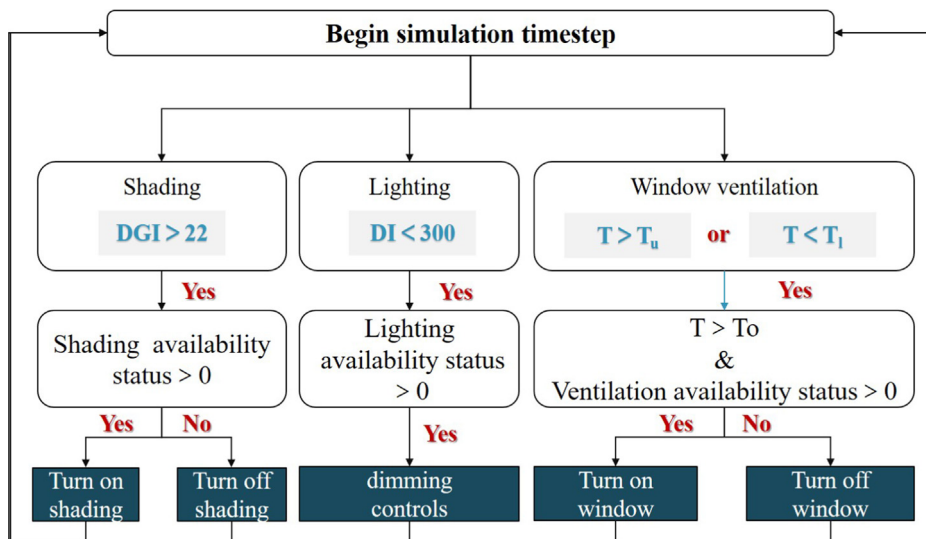 Begin simulation timestep
Shading
DGI > 22
Lighting
DI < 300
Window ventilation
T > Tᵤ or T < Tₗ
Yes
Yes
Yes
Shading availability
status > 0
Lighting
availability status
> 0
T > To
&
Ventilation availability status > 0
Yes No
Yes
Yes No
Turn on
shading
Turn off
shading
dimming
controls
Turn on
window
Turn off
window